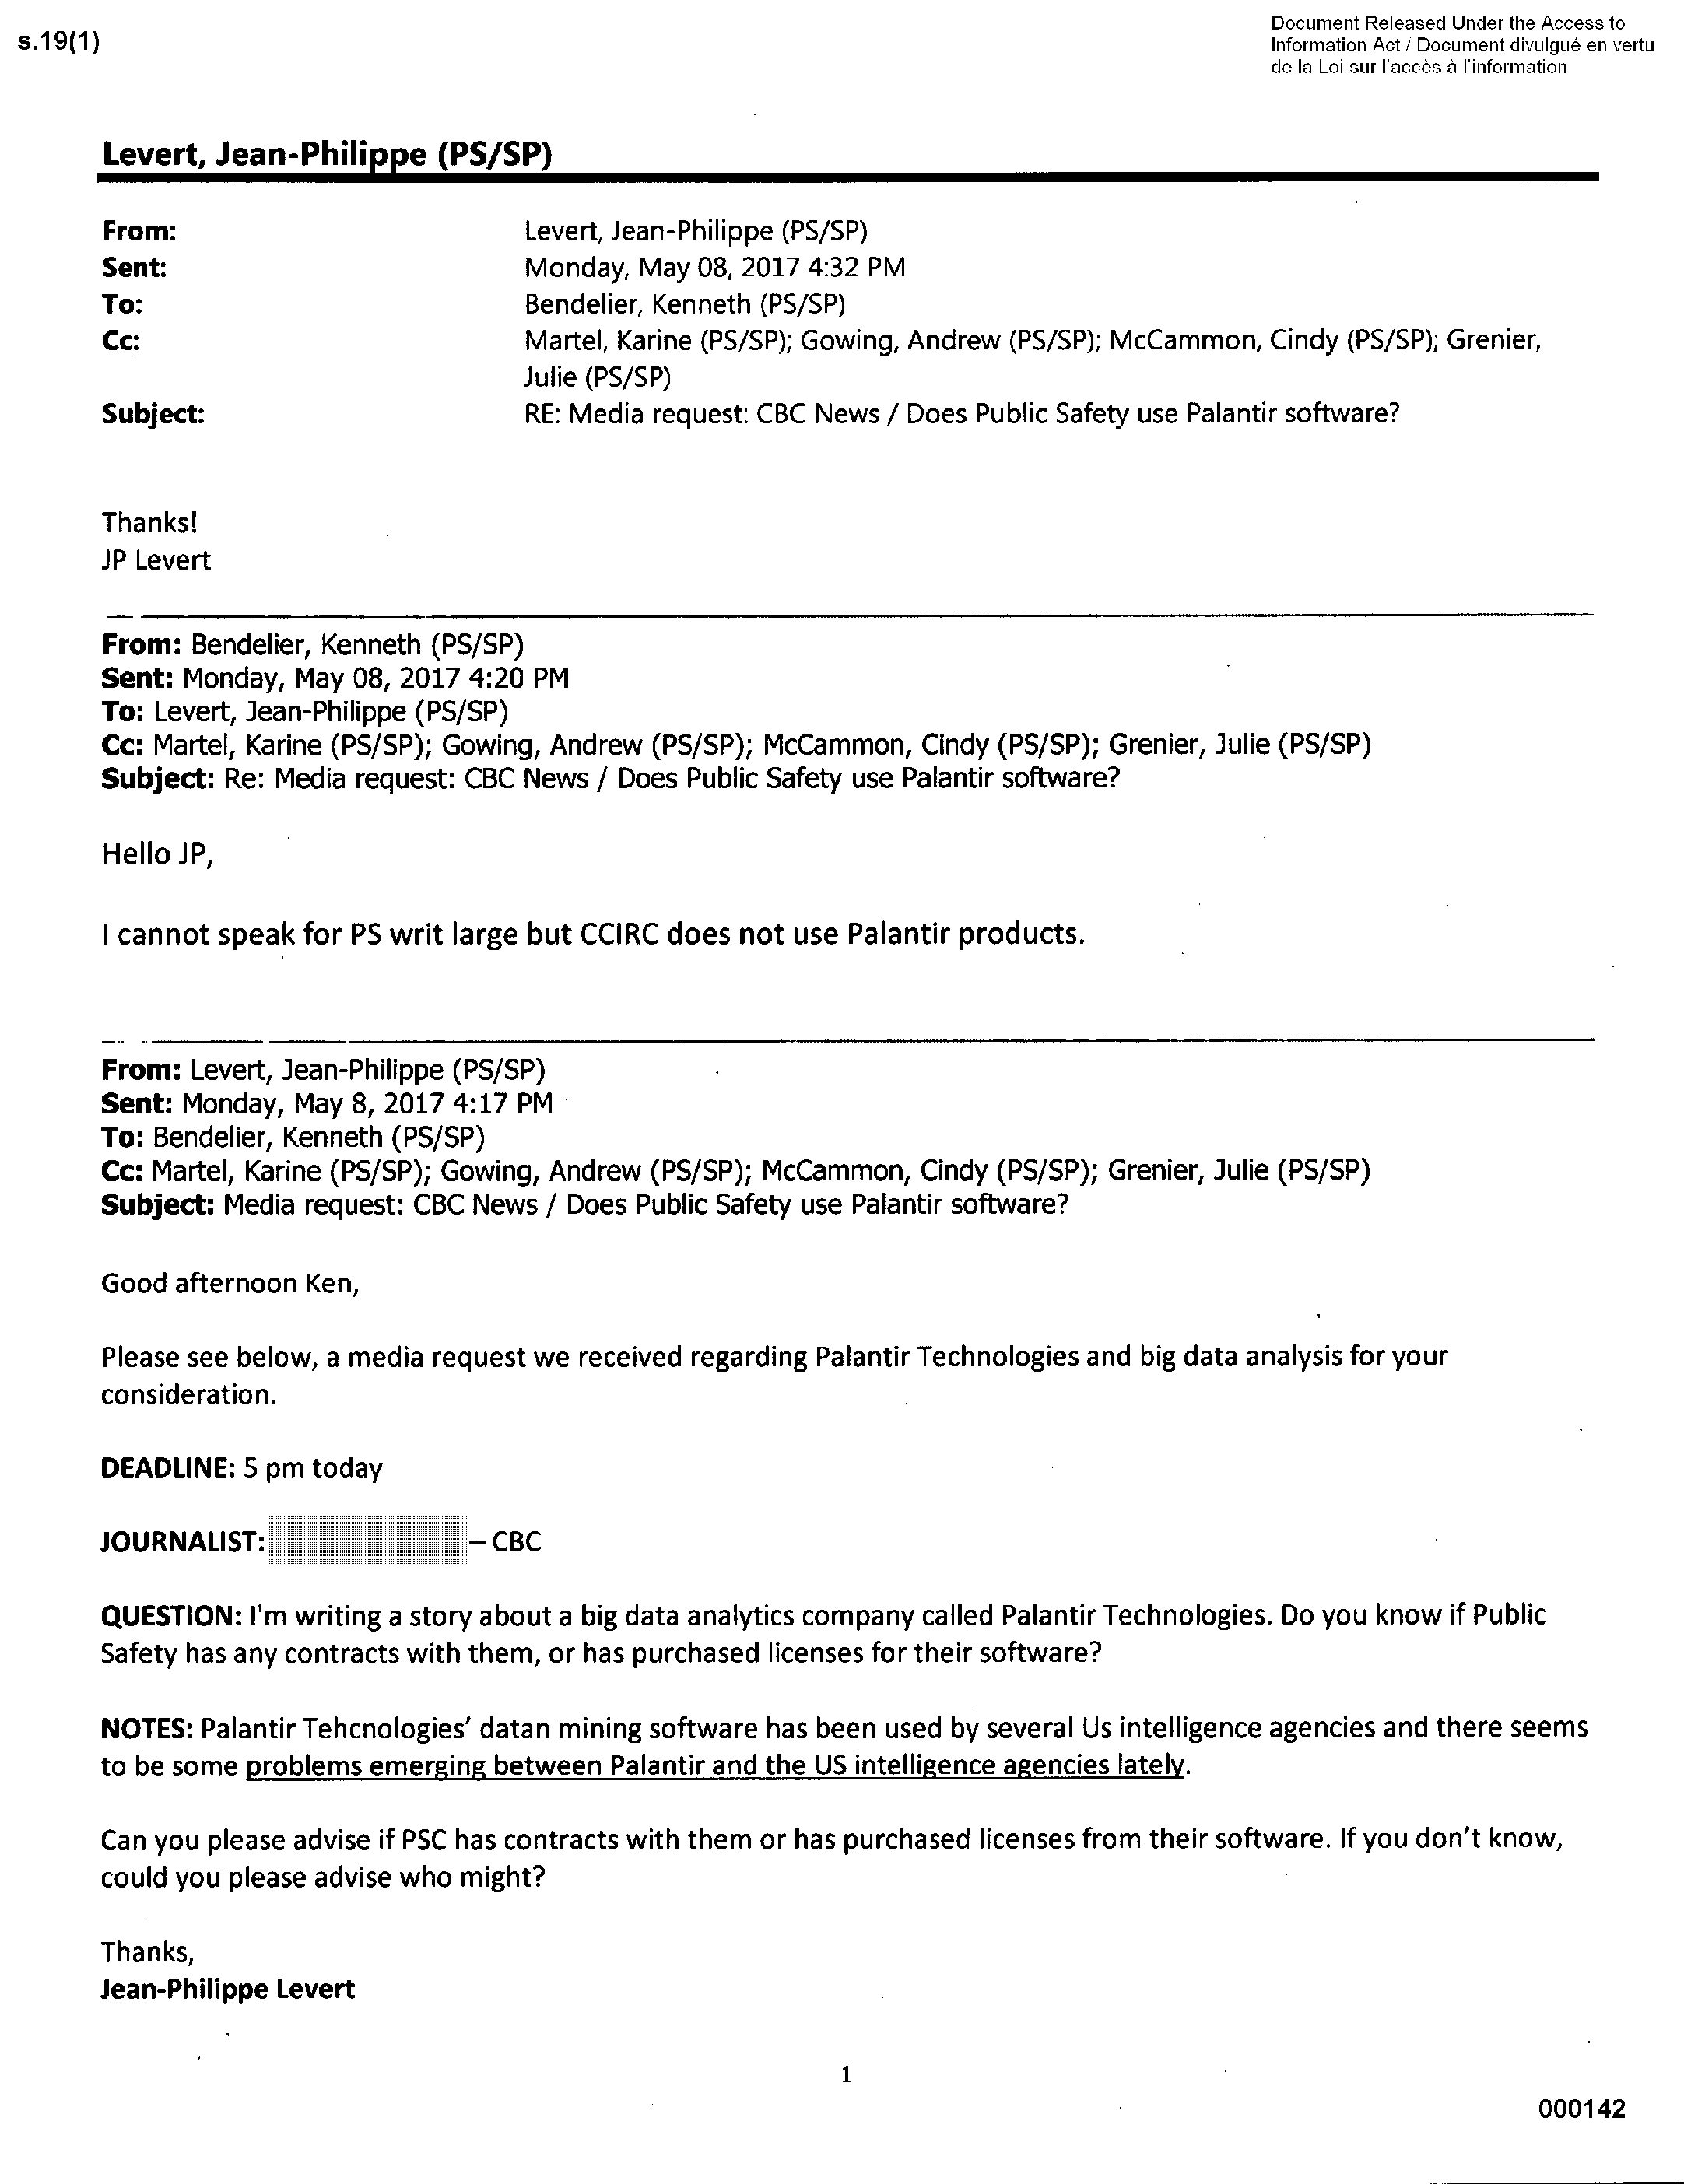 s.19(1)
Document Released Under the Access to
Information Act / Document divulgué en vertu
de la Loi sur l'accès à l'information
Levert, Jean-Philippe (PS/SP)
From: Levert, Jean-Philippe (PS/SP)
Sent: Monday, May 08, 2017 4:32 PM
To: Bendelier, Kenneth (PS/SP)
Cc: Martel, Karine (PS/SP); Gowing, Andrew (PS/SP); McCammon, Cindy (PS/SP); Grenier,
Julie (PS/SP)
Subject: RE: Media request: CBC News / Does Public Safety use Palantir software?
Thanks!
JP Levert
From: Bendelier, Kenneth (PS/SP)
Sent: Monday, May 08, 2017 4:20 PM
To: Levert, Jean-Philippe (PS/SP)
Cc: Martel, Karine (PS/SP); Gowing, Andrew (PS/SP); McCammon, Cindy (PS/SP); Grenier, Julie (PS/SP)
Subject: Re: Media request: CBC News / Does Public Safety use Palantir software?
Hello JP,
I cannot speak for PS writ large but CCIRC does not use Palantir products.
From: Levert, Jean-Philippe (PS/SP)
Sent: Monday, May 8, 2017 4:17 PM
To: Bendelier, Kenneth (PS/SP)
Cc: Martel, Karine (PS/SP); Gowing, Andrew (PS/SP); McCammon, Cindy (PS/SP); Grenier, Julie (PS/SP)
Subject: Media request: CBC News / Does Public Safety use Palantir software?
Good afternoon Ken,
Please see below, a media request we received regarding Palantir Technologies and big data analysis for your
consideration.
DEADLINE: 5 pm today
JOURNALIST: – CBC
QUESTION: I'm writing a story about a big data analytics company called Palantir Technologies. Do you know if Public
Safety has any contracts with them, or has purchased licenses for their software?
NOTES: Palantir Tehcnologies' datan mining software has been used by several Us intelligence agencies and there seems
to be some problems emerging between Palantir and the US intelligence agencies lately.
Can you please advise if PSC has contracts with them or has purchased licenses from their software. If you don't know,
could you please advise who might?
Thanks,
Jean-Philippe Levert
1
000142